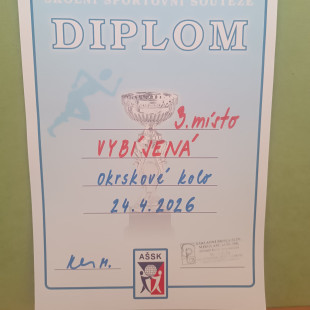 DIPLOM
3. místo
VYBÍJENÁ
Okrskové kolo
24.4.2026
AŠSK